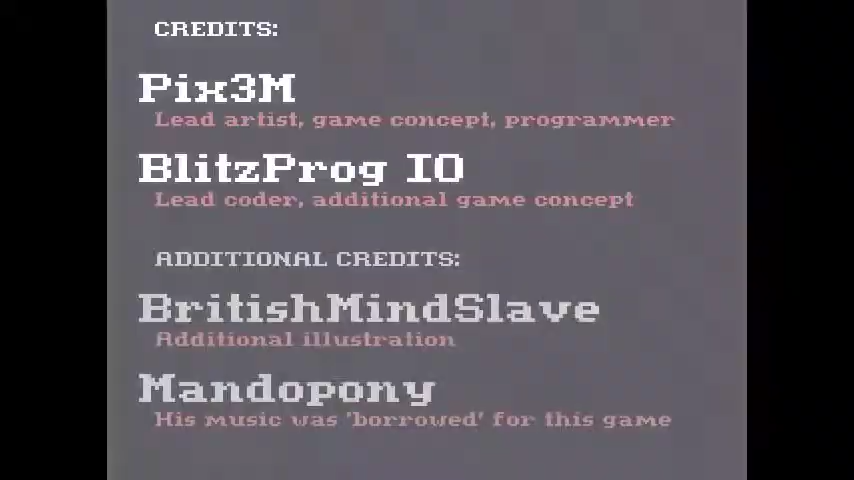 CREDITS:
Pix3M
Lead artist, game concept, programmer
BlitzProg IO
Lead coder, additional game concept
ADDITIONAL CREDITS:
BritishMindSlave
Additional illustration
Mandopony
His music was 'borrowed' for this game